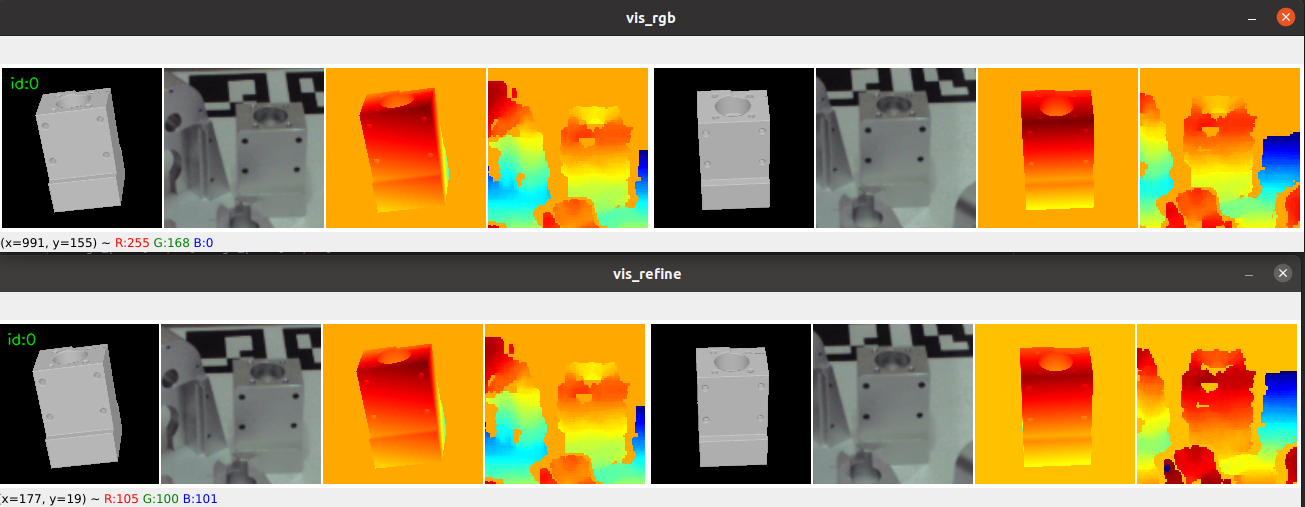 vis_rgb
id:0
(x=991, y=155) ~ R:255 G:168 B:0
vis_refine
id:0
(x=177, y=19) ~ R:105 G:100 B:101